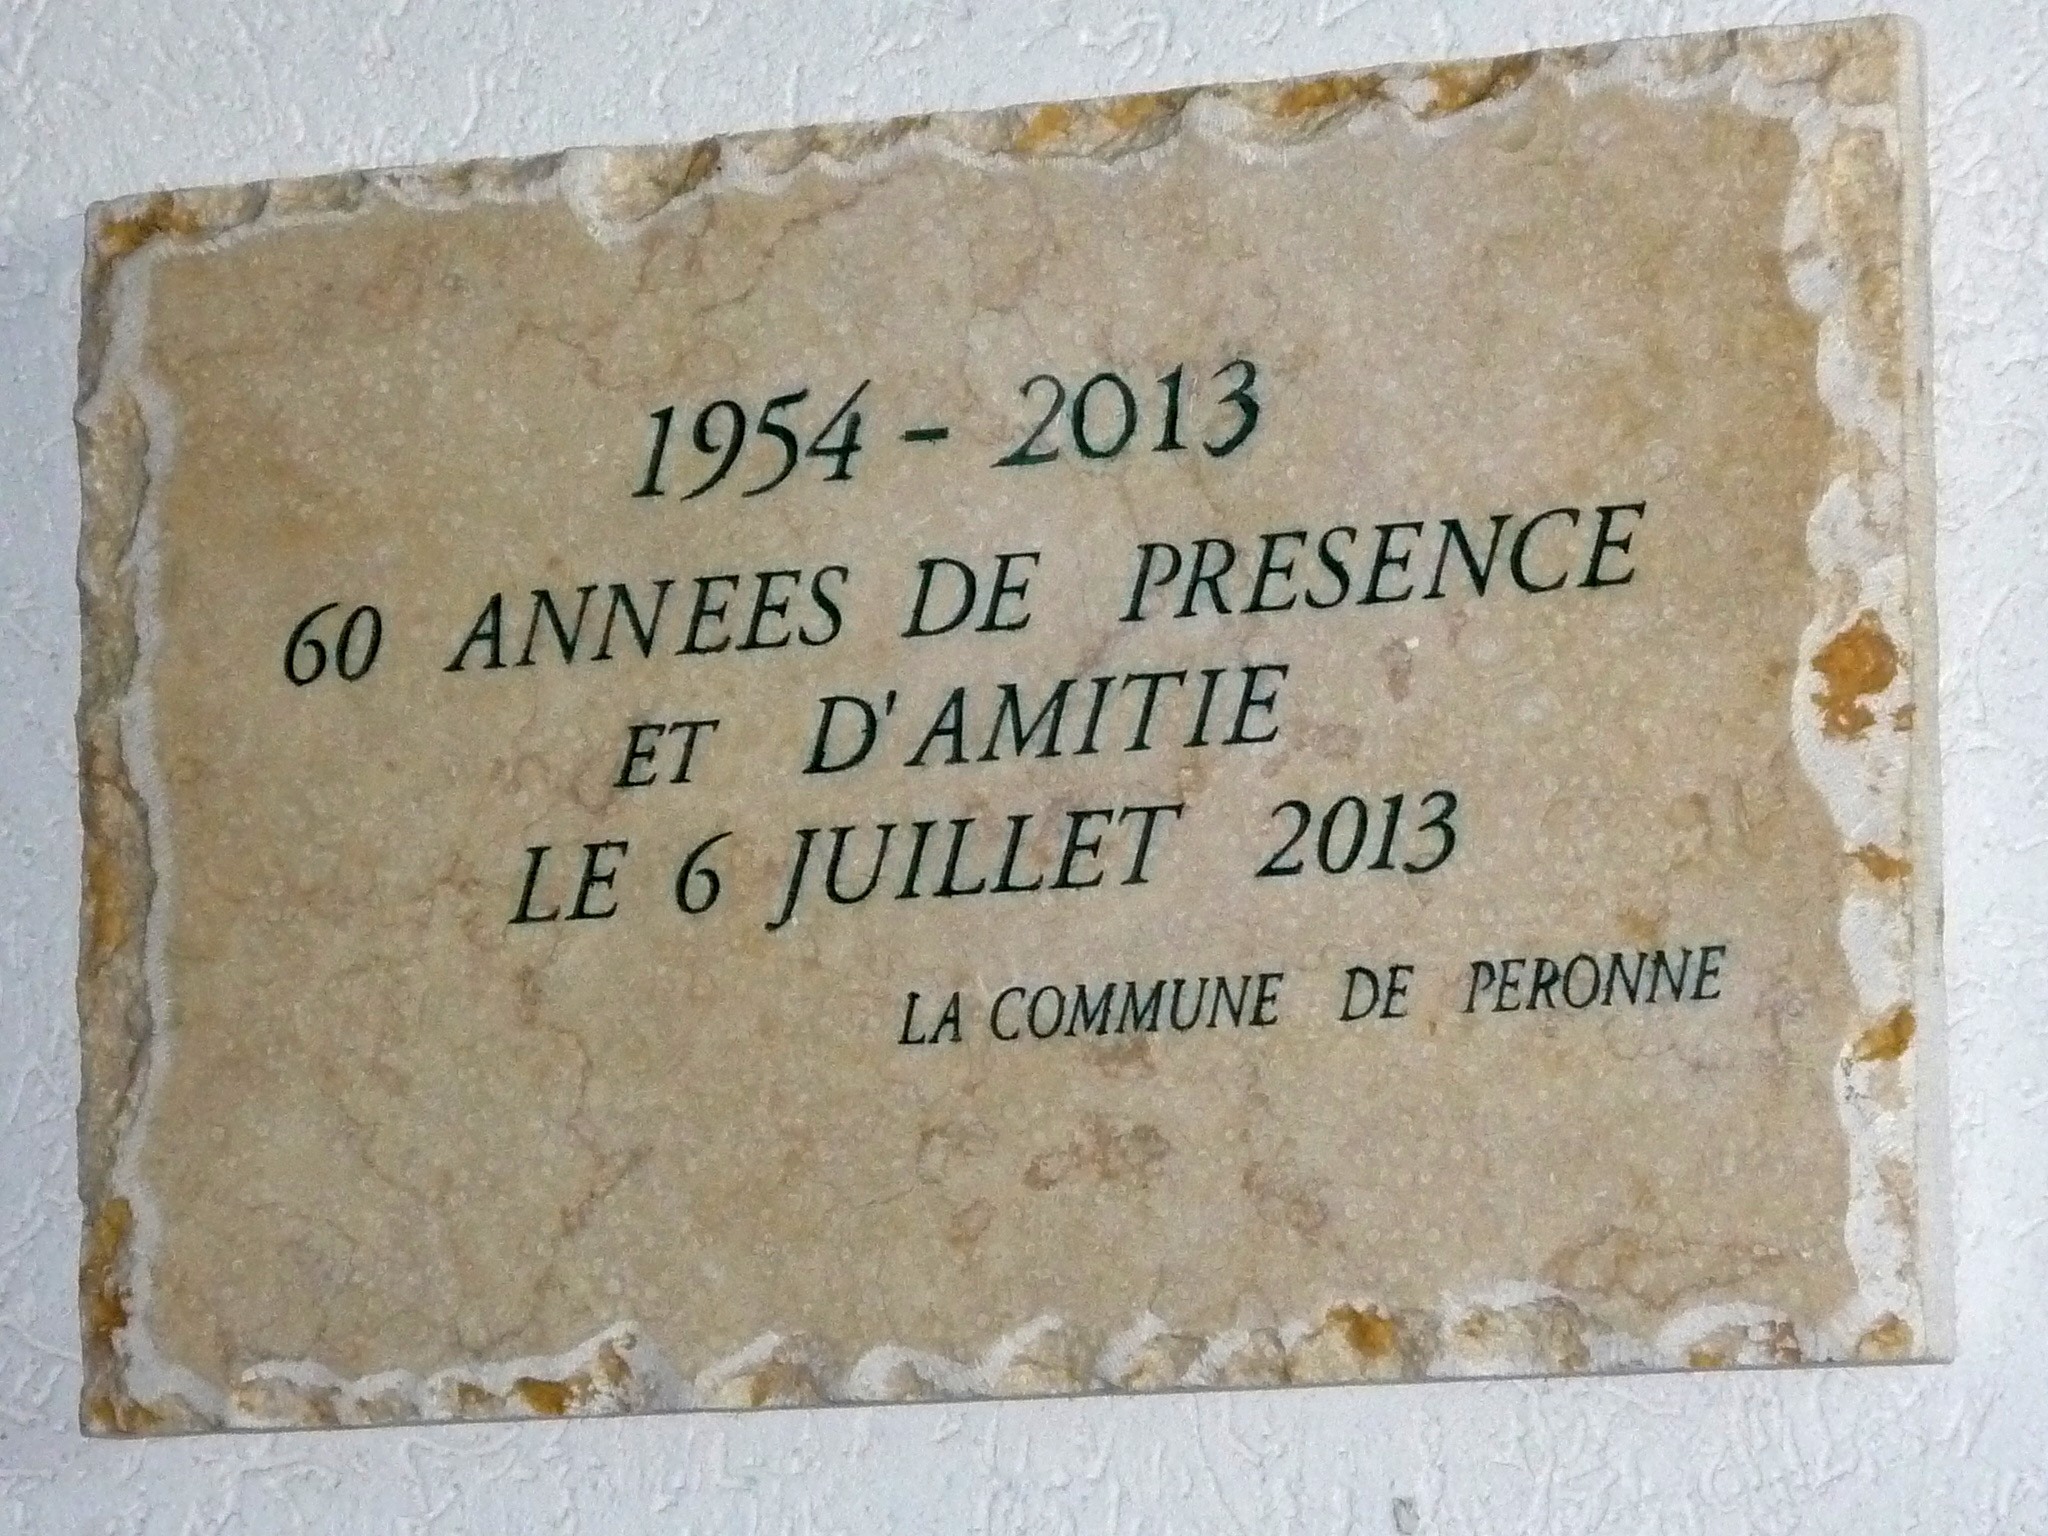 1954 - 2013
60 ANNEES DE PRESENCE
ET D'AMITIE
LE 6 JUILLET 2013
LA COMMUNE DE PERONNE